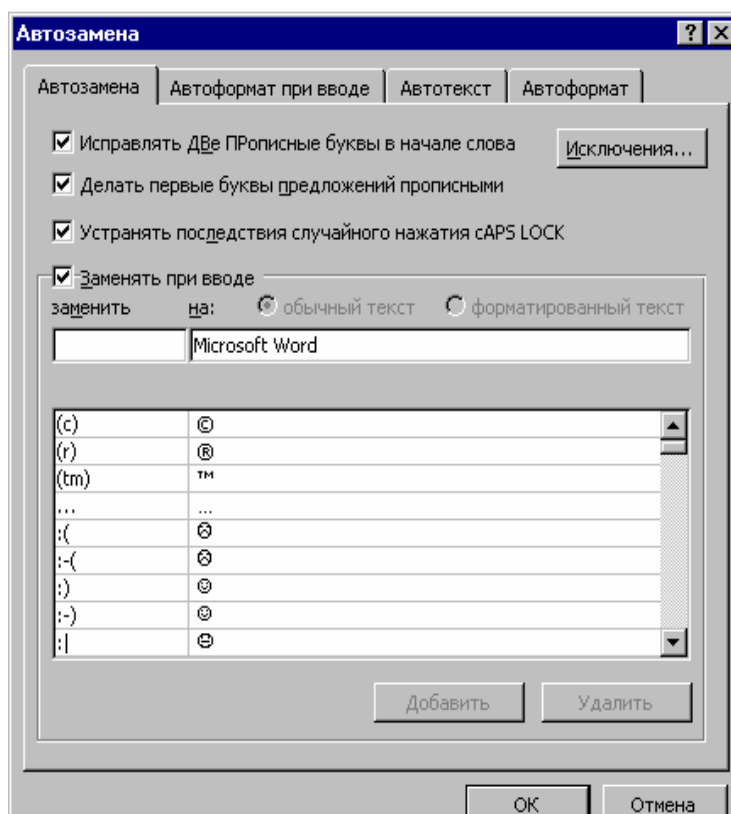 Автозамена
Автозамена Автоформат при вводе Автотекст Автоформат
Исправлять ДВе ПРописные буквы в начале слова Исключения...
Делать первые буквы предложений прописными
Устранять последствия случайного нажатия cAPS LOCK
Заменять при вводе
заменить на: обычный текст форматированный текст
Microsoft Word
(c) ©
(r) ®
(tm) ™
... …
:( ☹
:-( ☹
:) ☺
:-) ☺
:| 😐
Добавить Удалить
ОК Отмена